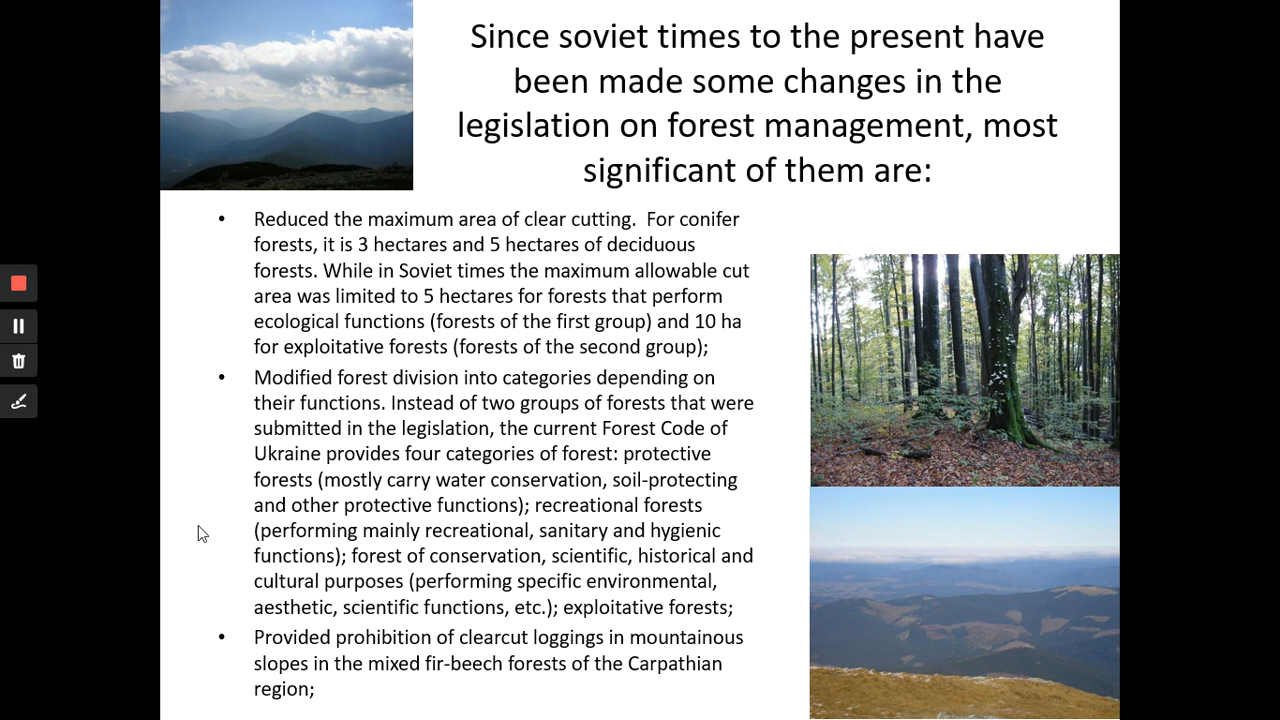 Since soviet times to the present have
been made some changes in the
legislation on forest management, most
significant of them are:
• Reduced the maximum area of clear cutting.  For conifer
forests, it is 3 hectares and 5 hectares of deciduous
forests. While in Soviet times the maximum allowable cut
area was limited to 5 hectares for forests that perform
ecological functions (forests of the first group) and 10 ha
for exploitative forests (forests of the second group);
• Modified forest division into categories depending on
their functions. Instead of two groups of forests that were
submitted in the legislation, the current Forest Code of
Ukraine provides four categories of forest: protective
forests (mostly carry water conservation, soil-protecting
and other protective functions); recreational forests
(performing mainly recreational, sanitary and hygienic
functions); forest of conservation, scientific, historical and
cultural purposes (performing specific environmental,
aesthetic, scientific functions, etc.); exploitative forests;
• Provided prohibition of clearcut loggings in mountainous
slopes in the mixed fir-beech forests of the Carpathian
region;